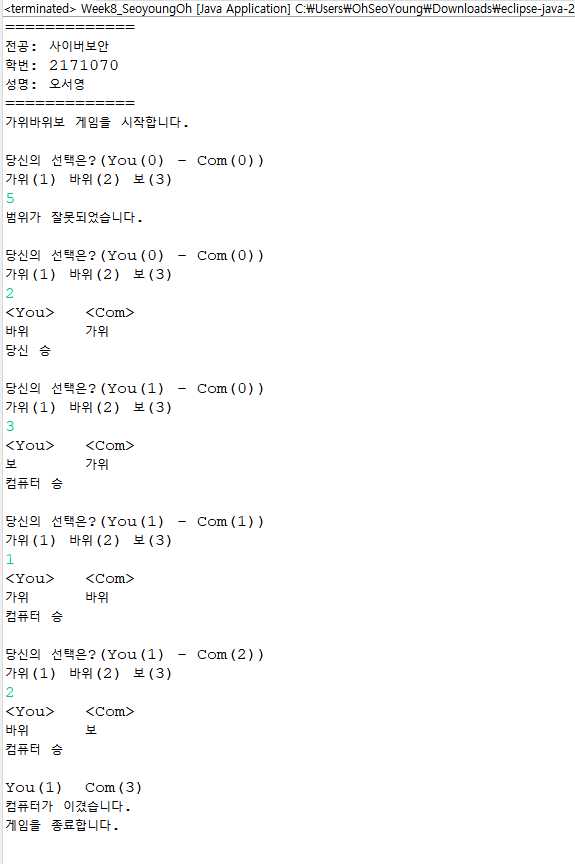 <terminated> Week8_SeoyoungOh [Java Application] C:₩Users₩OhSeoYoung₩Downloads₩eclipse-java-2
=============
전공: 사이버보안
학번: 2171070
성명: 오서영
=============
가위바위보 게임을 시작합니다.
당신의 선택은?(You(0) - Com(0))
가위(1) 바위(2) 보(3)
5
범위가 잘못되었습니다.
당신의 선택은?(You(0) - Com(0))
가위(1) 바위(2) 보(3)
2
<You> <Com>
바위 가위
당신 승
당신의 선택은?(You(1) - Com(0))
가위(1) 바위(2) 보(3)
3
<You> <Com>
보 가위
컴퓨터 승
당신의 선택은?(You(1) - Com(1))
가위(1) 바위(2) 보(3)
1
<You> <Com>
가위 바위
컴퓨터 승
당신의 선택은?(You(1) - Com(2))
가위(1) 바위(2) 보(3)
2
<You> <Com>
바위 보
컴퓨터 승
You(1) Com(3)
컴퓨터가 이겼습니다.
게임을 종료합니다.